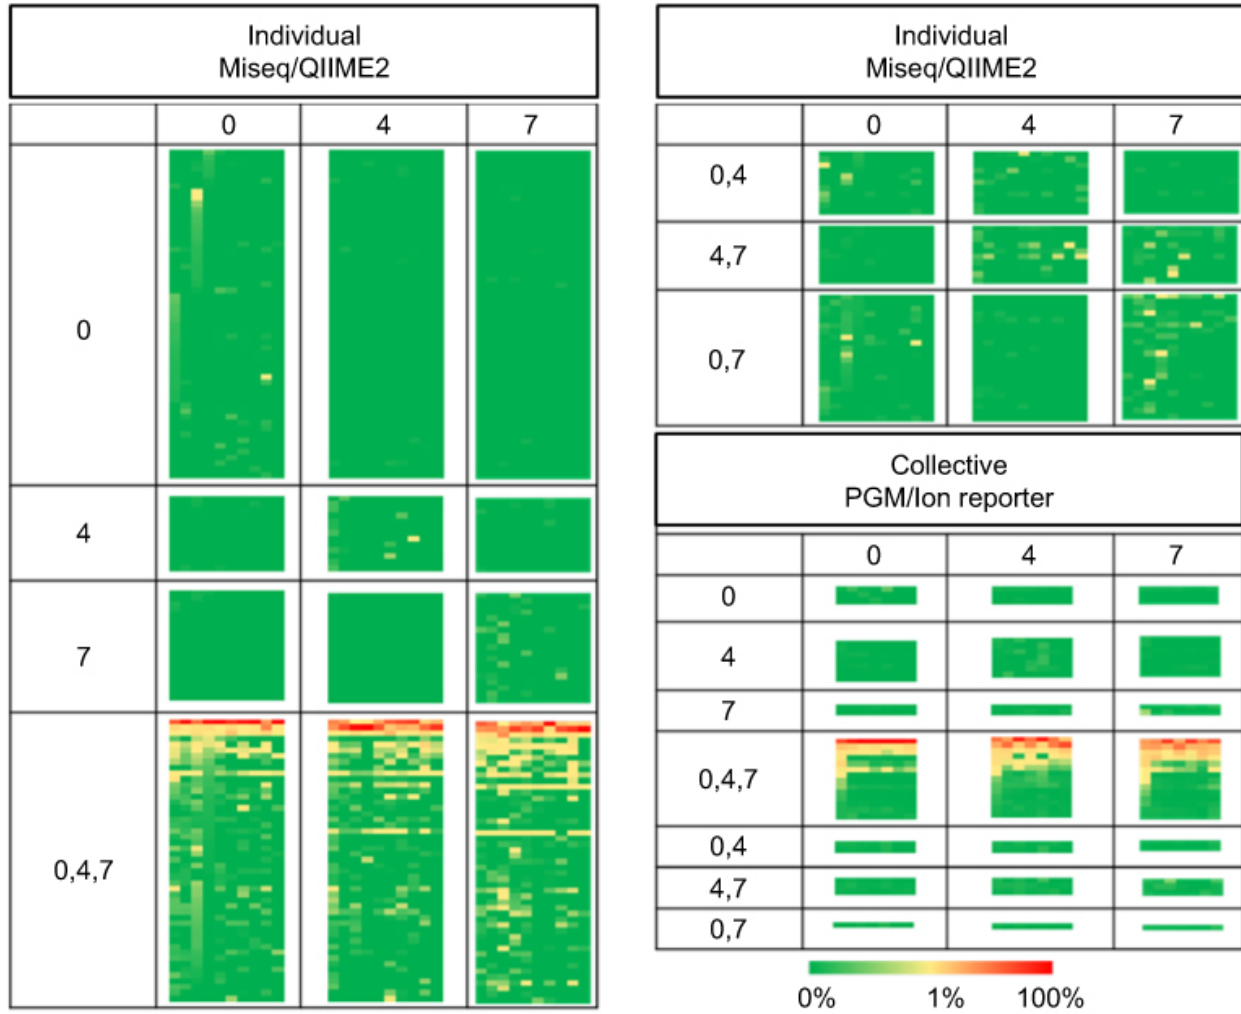 Individual
Miseq/QIIME2
0 4 7
0
4
7
0,4,7
Individual
Miseq/QIIME2
0 4 7
0,4
4,7
0,7
Collective
PGM/Ion reporter
0 4 7
0
4
7
0,4,7
0,4
4,7
0,7
0% 1% 100%